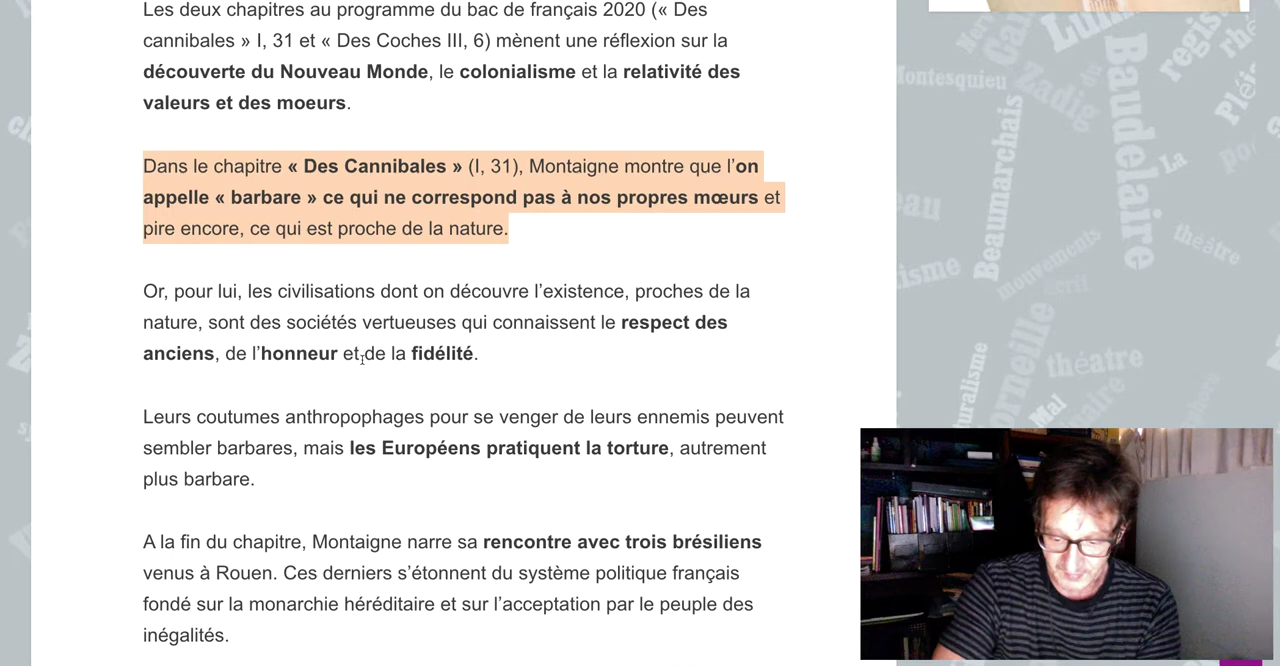 Les deux chapitres au programme du bac de français 2020 (« Des
cannibales » I, 31 et « Des Coches III, 6) mènent une réflexion sur la
découverte du Nouveau Monde, le colonialisme et la relativité des
valeurs et des moeurs.
Dans le chapitre « Des Cannibales » (I, 31), Montaigne montre que l’on
appelle « barbare » ce qui ne correspond pas à nos propres mœurs et
pire encore, ce qui est proche de la nature.
Or, pour lui, les civilisations dont on découvre l’existence, proches de la
nature, sont des sociétés vertueuses qui connaissent le respect des
anciens, de l’honneur et de la fidélité.
Leurs coutumes anthropophages pour se venger de leurs ennemis peuvent
sembler barbares, mais les Européens pratiquent la torture, autrement
plus barbare.
A la fin du chapitre, Montaigne narre sa rencontre avec trois brésiliens
venus à Rouen. Ces derniers s’étonnent du système politique français
fondé sur la monarchie héréditaire et sur l’acceptation par le peuple des
inégalités.
Zadig
Baudelaire
Beaumarchais
La
théâtre
mouvements
écrit
théâtre
Mal